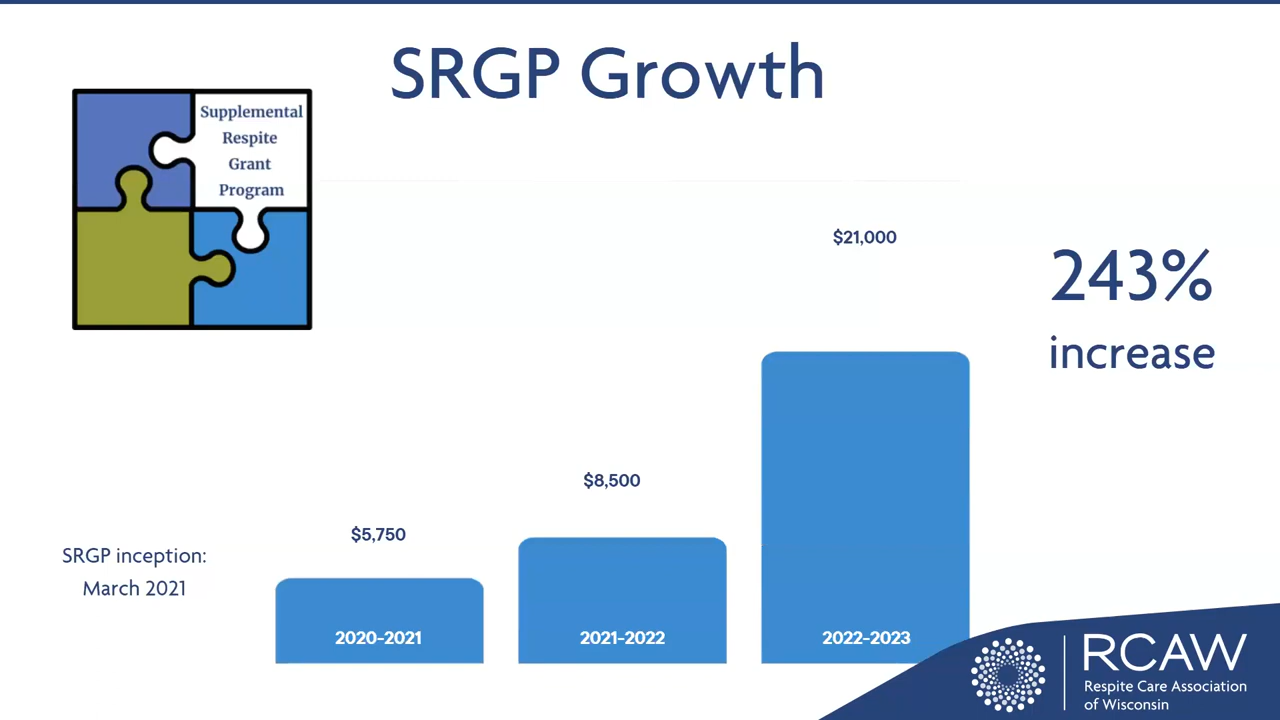 SRGP Growth
Supplemental
Respite
Grant
Program
$21,000
243%
increase
$8,500
$5,750
SRGP inception:
March 2021
2020-2021
2021-2022
2022-2023
RCAW
Respite Care Association
of Wisconsin